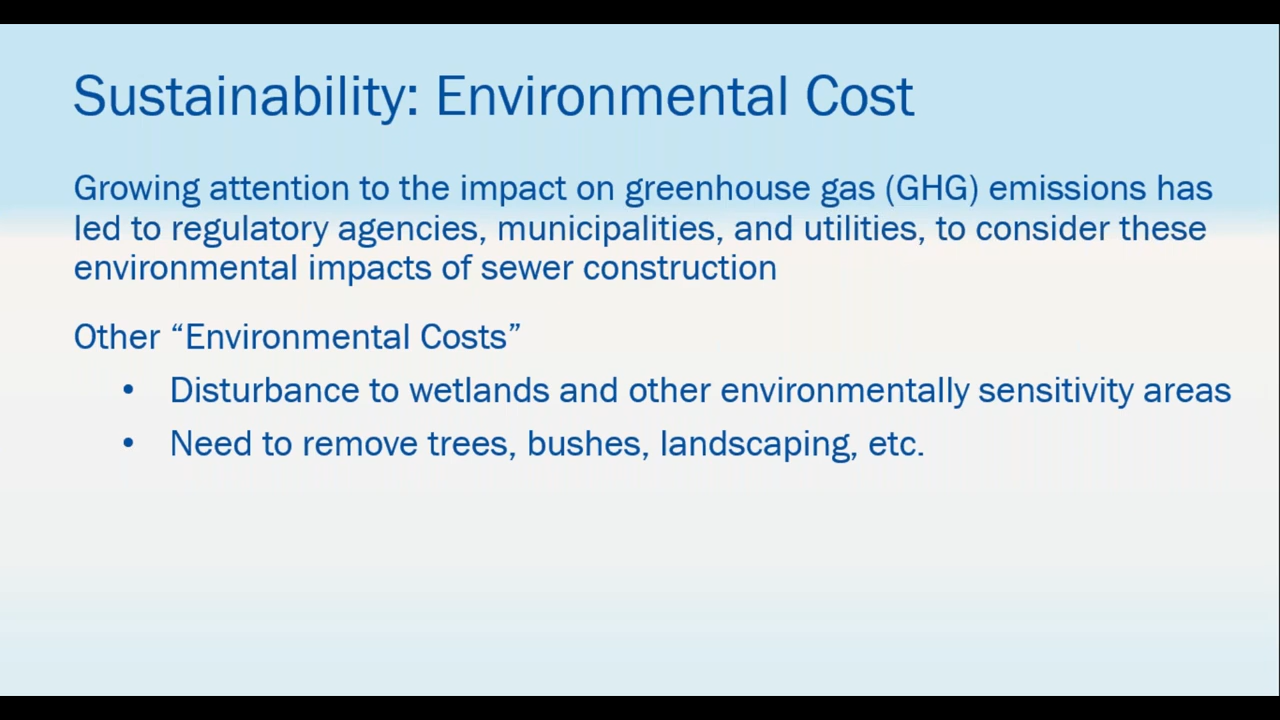 Sustainability: Environmental Cost
Growing attention to the impact on greenhouse gas (GHG) emissions has
led to regulatory agencies, municipalities, and utilities, to consider these
environmental impacts of sewer construction
Other “Environmental Costs”
• Disturbance to wetlands and other environmentally sensitivity areas
• Need to remove trees, bushes, landscaping, etc.